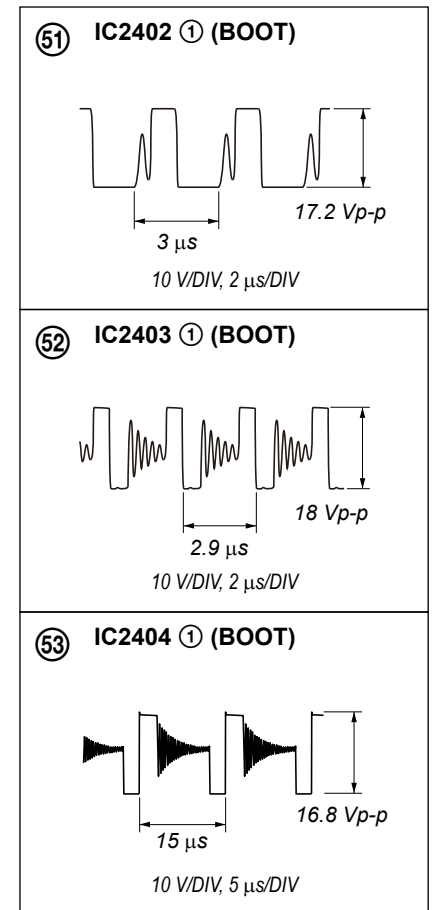 ㊿+1 IC2402 ① (BOOT)
17.2 Vp-p
3 µs
10 V/DIV, 2 µs/DIV
52 IC2403 ① (BOOT)
18 Vp-p
2.9 µs
10 V/DIV, 2 µs/DIV
53 IC2404 ① (BOOT)
16.8 Vp-p
15 µs
10 V/DIV, 5 µs/DIV